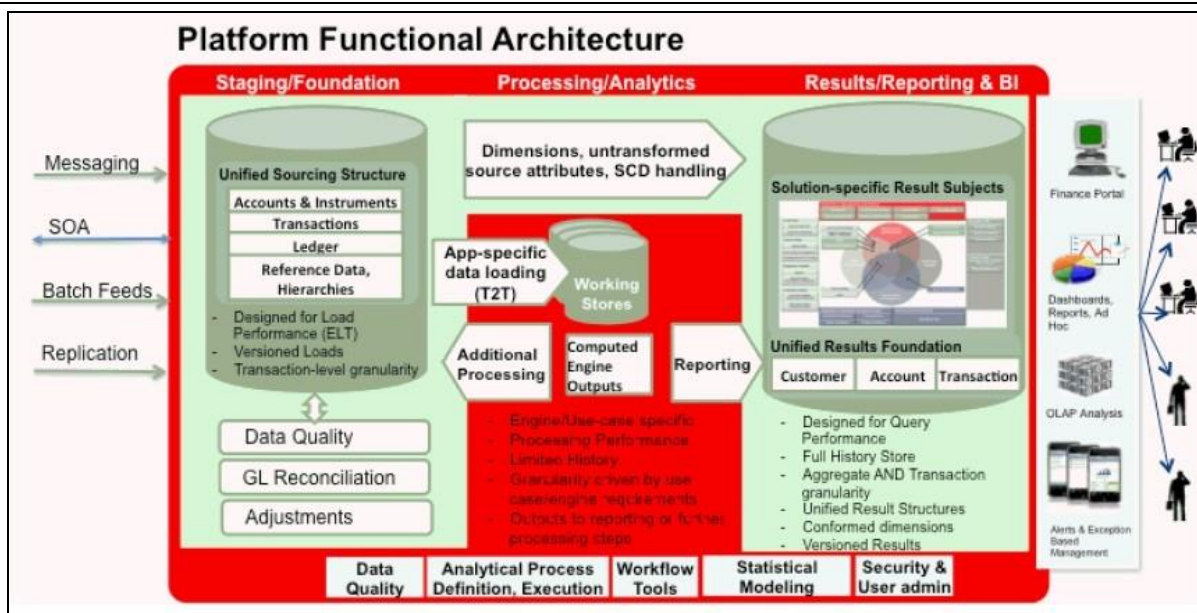 Platform Functional Architecture
Staging/Foundation
Processing/Analytics
Results/Reporting & BI
Messaging
SOA
Batch Feeds
Replication
Unified Sourcing Structure
Accounts & Instruments
Transactions
Ledger
Reference Data,
Hierarchies
- Designed for Load
Performance (ELT)
- Versioned Loads
- Transaction-level granularity
Data Quality
GL Reconciliation
Adjustments
Dimensions, untransformed
source attributes, SCD handling
App-specific
data loading
(T2T)
Working
Stores
Additional
Processing
Computed
Engine
Outputs
Reporting
- Engine/Use-case specific
- Processing Performance
- Limited History
- Granularity driven by use
case/engine requirements
- Outputs to reporting or further
processing steps
Solution-specific Result Subjects
Unified Results Foundation
Customer
Account
Transaction
- Designed for Query
Performance
- Full History Store
- Aggregate AND Transaction
granularity
- Unified Result Structures
- Conformed dimensions
- Versioned Results
Finance Portal
Dashboards,
Reports, Ad
Hoc
OLAP Analysis
Alerts & Exception
Based
Management
Data
Quality
Analytical Process
Definition, Execution
Workflow
Tools
Statistical
Modeling
Security &
User admin